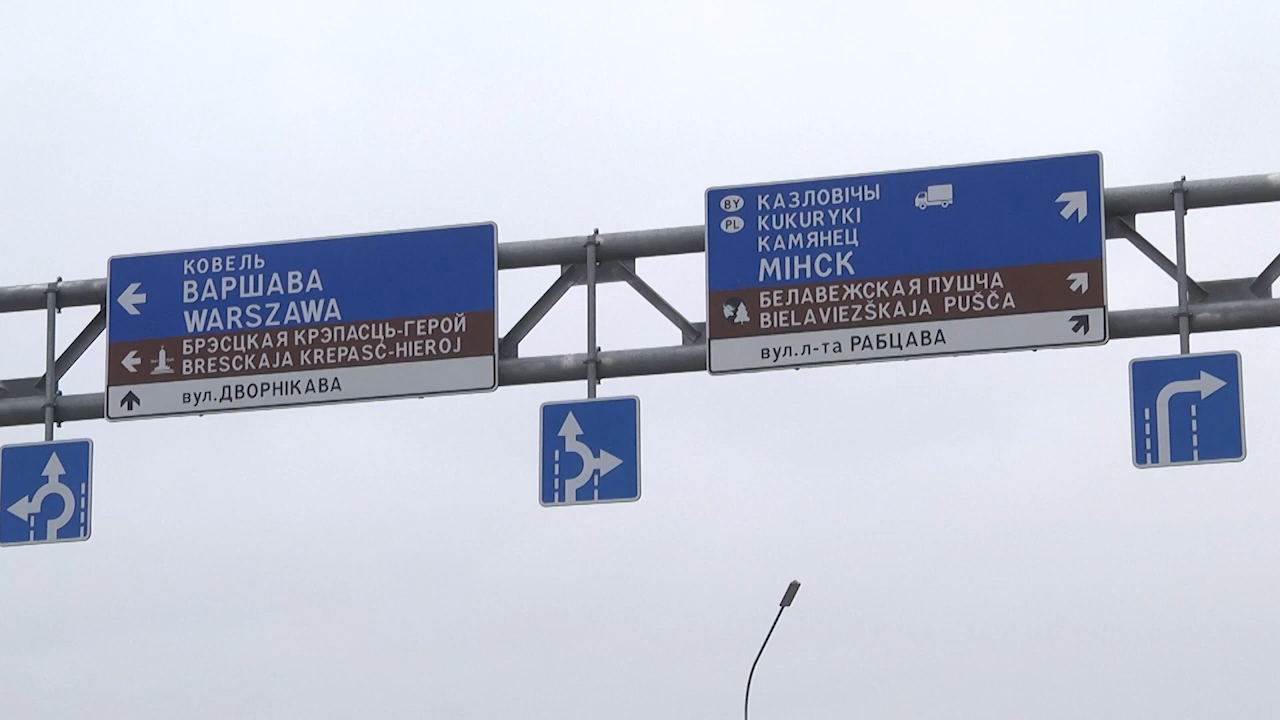 КОВЕЛЬ
ВАРШАВА
WARSZAWA
БРЭСЦКАЯ КРЭПАСЦЬ-ГЕРОЙ
BRESCKAJA KREPASĆ-HIEROJ
вул.ДВОРНІКАВА
BY КАЗЛОВІЧЫ
PL KUKURYKI
КАМЯНЕЦ
МІНСК
БЕЛАВЕЖСКАЯ ПУШЧА
BIELAVIEZŠKAJA PUŠČA
вул.л-та РАБЦАВА